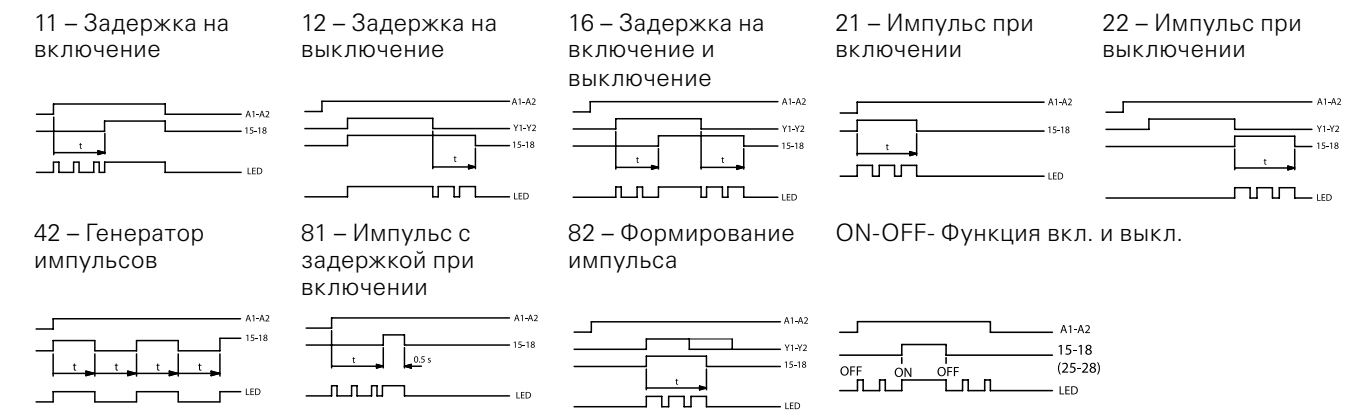 11 – Задержка на
включение
A1-A2
15-18
t
LED
12 – Задержка на
выключение
A1-A2
Y1-Y2
15-18
t
LED
16 – Задержка на
включение и
выключение
A1-A2
Y1-Y2
15-18
t t
LED
21 – Импульс при
включении
A1-A2
15-18
t
LED
22 – Импульс при
выключении
A1-A2
Y1-Y2
15-18
t
LED
42 – Генератор
импульсов
A1-A2
15-18
t t t t
LED
81 – Импульс с
задержкой при
включении
A1-A2
15-18
t 0.5 s
LED
82 – Формирование
импульса
A1-A2
Y1-Y2
15-18
t
LED
ON-OFF- Функция вкл. и выкл.
A1-A2
15-18
(25-28)
OFF ON OFF
LED